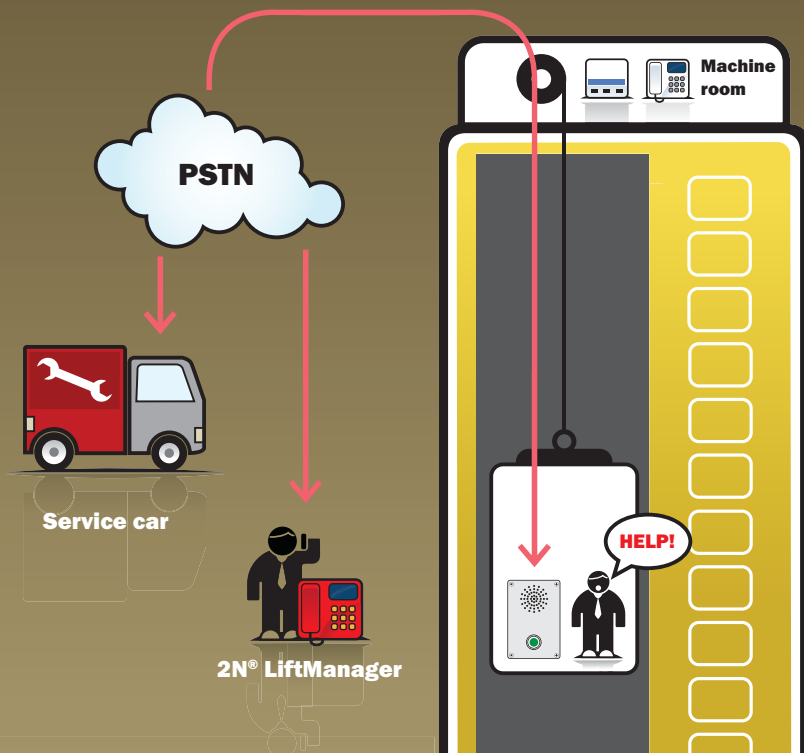 Machine
room
PSTN
Service car
HELP!
2N® LiftManager